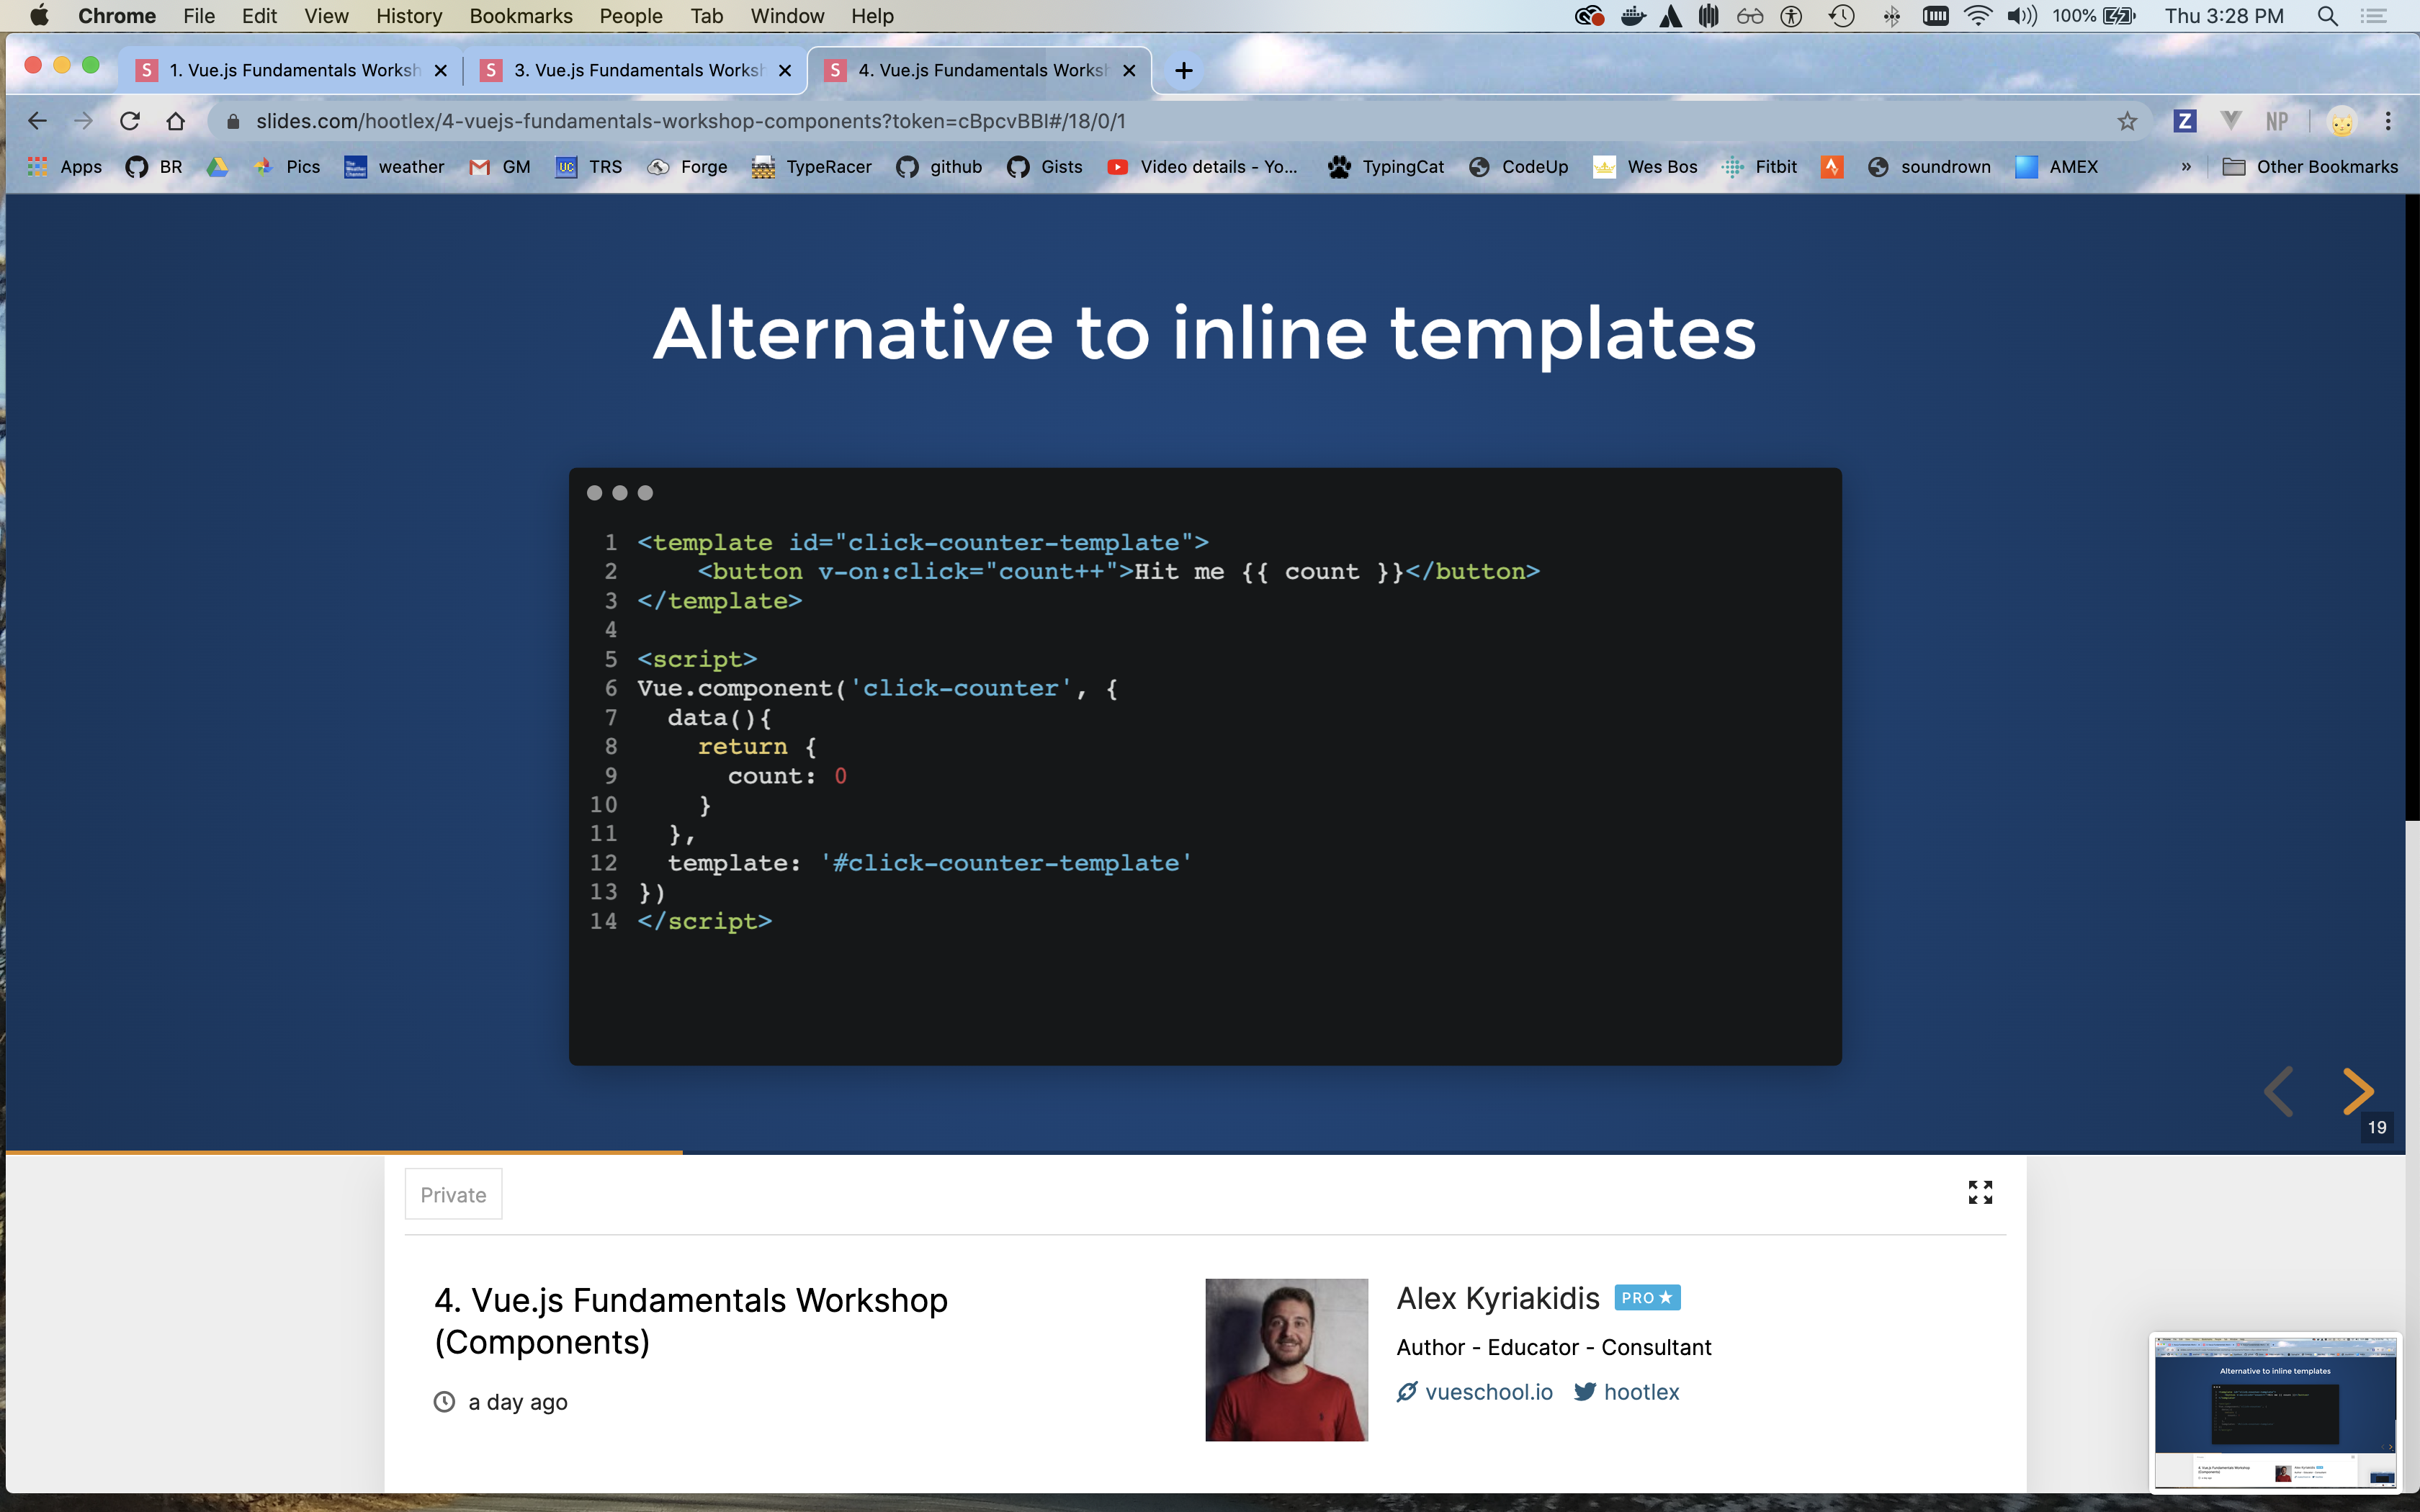 Chrome File Edit View History Bookmarks People Tab Window Help 100% Thu 3:28 PM
S 1. Vue.js Fundamentals Worksh S 3. Vue.js Fundamentals Worksh S 4. Vue.js Fundamentals Worksh
slides.com/hootlex/4-vuejs-fundamentals-workshop-components?token=cBpcvBBI#/18/0/1 Z NP
Apps BR Pics weather GM UC TRS Forge TypeRacer github Gists Video details - Yo... TypingCat CodeUp Wes Bos Fitbit soundrown AMEX » Other Bookmarks
Alternative to inline templates
1 <template id="click-counter-template">
2 <button v-on:click="count++">Hit me {{ count }}</button>
3 </template>
4
5 <script>
6 Vue.component('click-counter', {
7 data(){
8 return {
9 count: 0
10 }
11 },
12 template: '#click-counter-template'
13 })
14 </script>
19
Private
4. Vue.js Fundamentals Workshop
(Components)
a day ago
Alex Kyriakidis PRO
Author - Educator - Consultant
vueschool.io hootlex
Alternative to inline templates